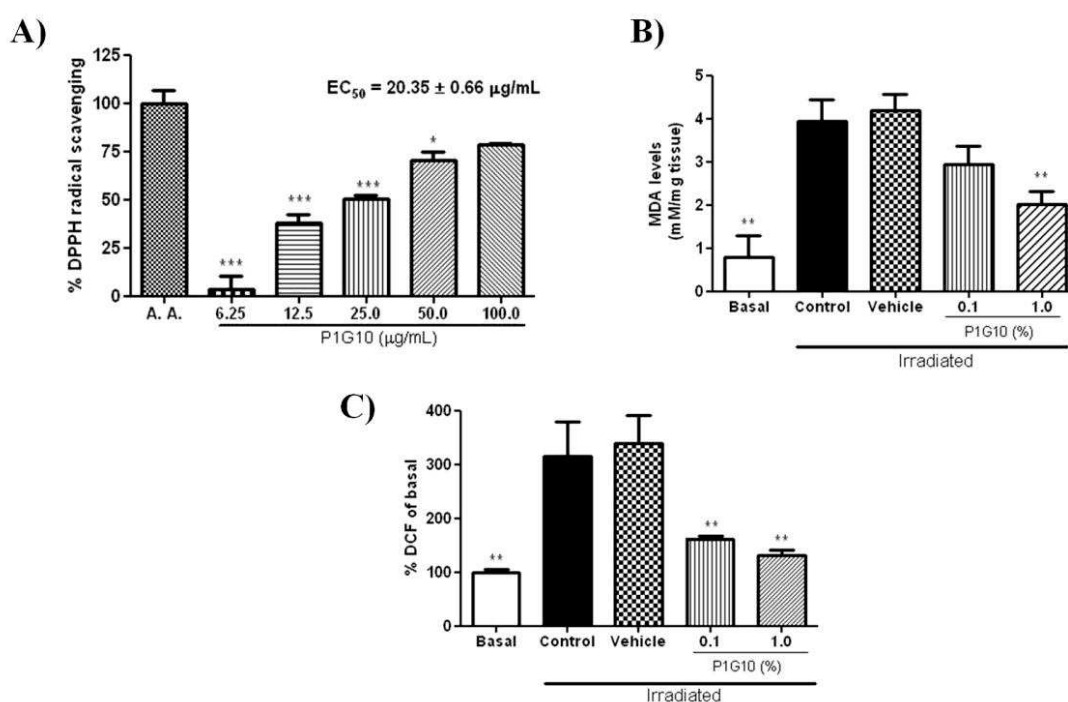 A)
125
100
75
50
25
0
% DPPH radical scavenging
EC50 = 20.35 ± 0.66 µg/mL
***
***
***
*
A. A. 6.25 12.5 25.0 50.0 100.0
P1G10 (µg/mL)
B)
5
4
3
2
1
0
MDA levels
(mM/mg tissue)
**
**
Basal Control Vehicle 0.1 1.0
P1G10 (%)
Irradiated
C)
400
300
200
100
0
% DCF of basal
**
**
**
Basal Control Vehicle 0.1 1.0
P1G10 (%)
Irradiated